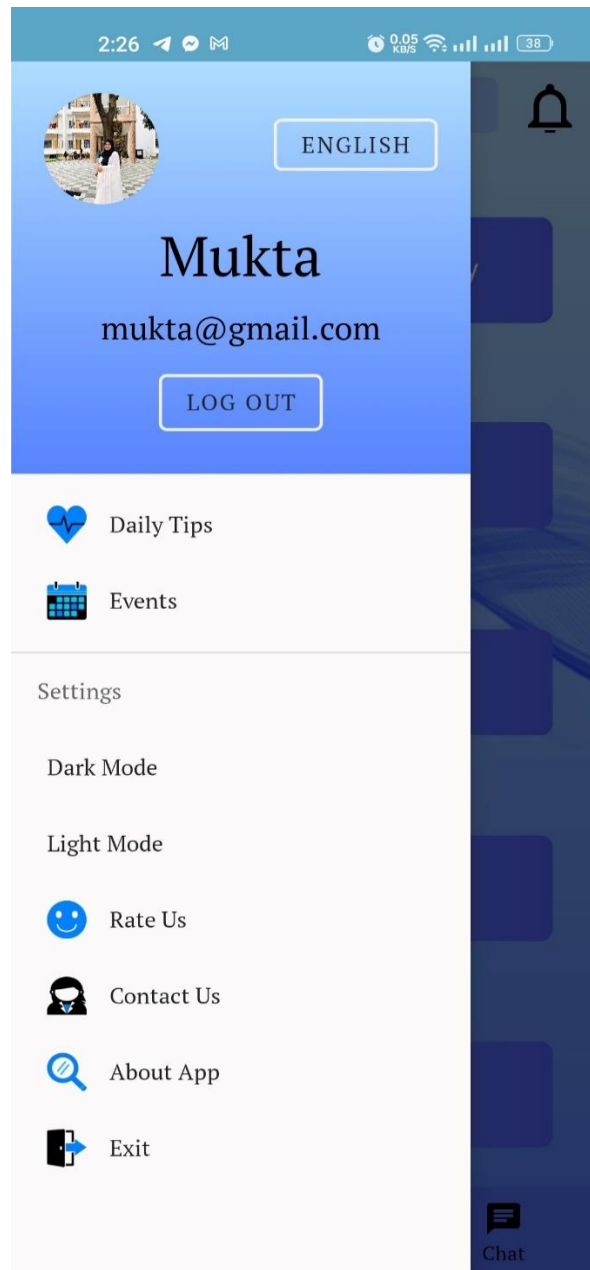 2:26 0.05 KB/S 38
ENGLISH
Mukta
mukta@gmail.com
LOG OUT
Daily Tips
Events
Settings
Dark Mode
Light Mode
Rate Us
Contact Us
About App
Exit
Chat